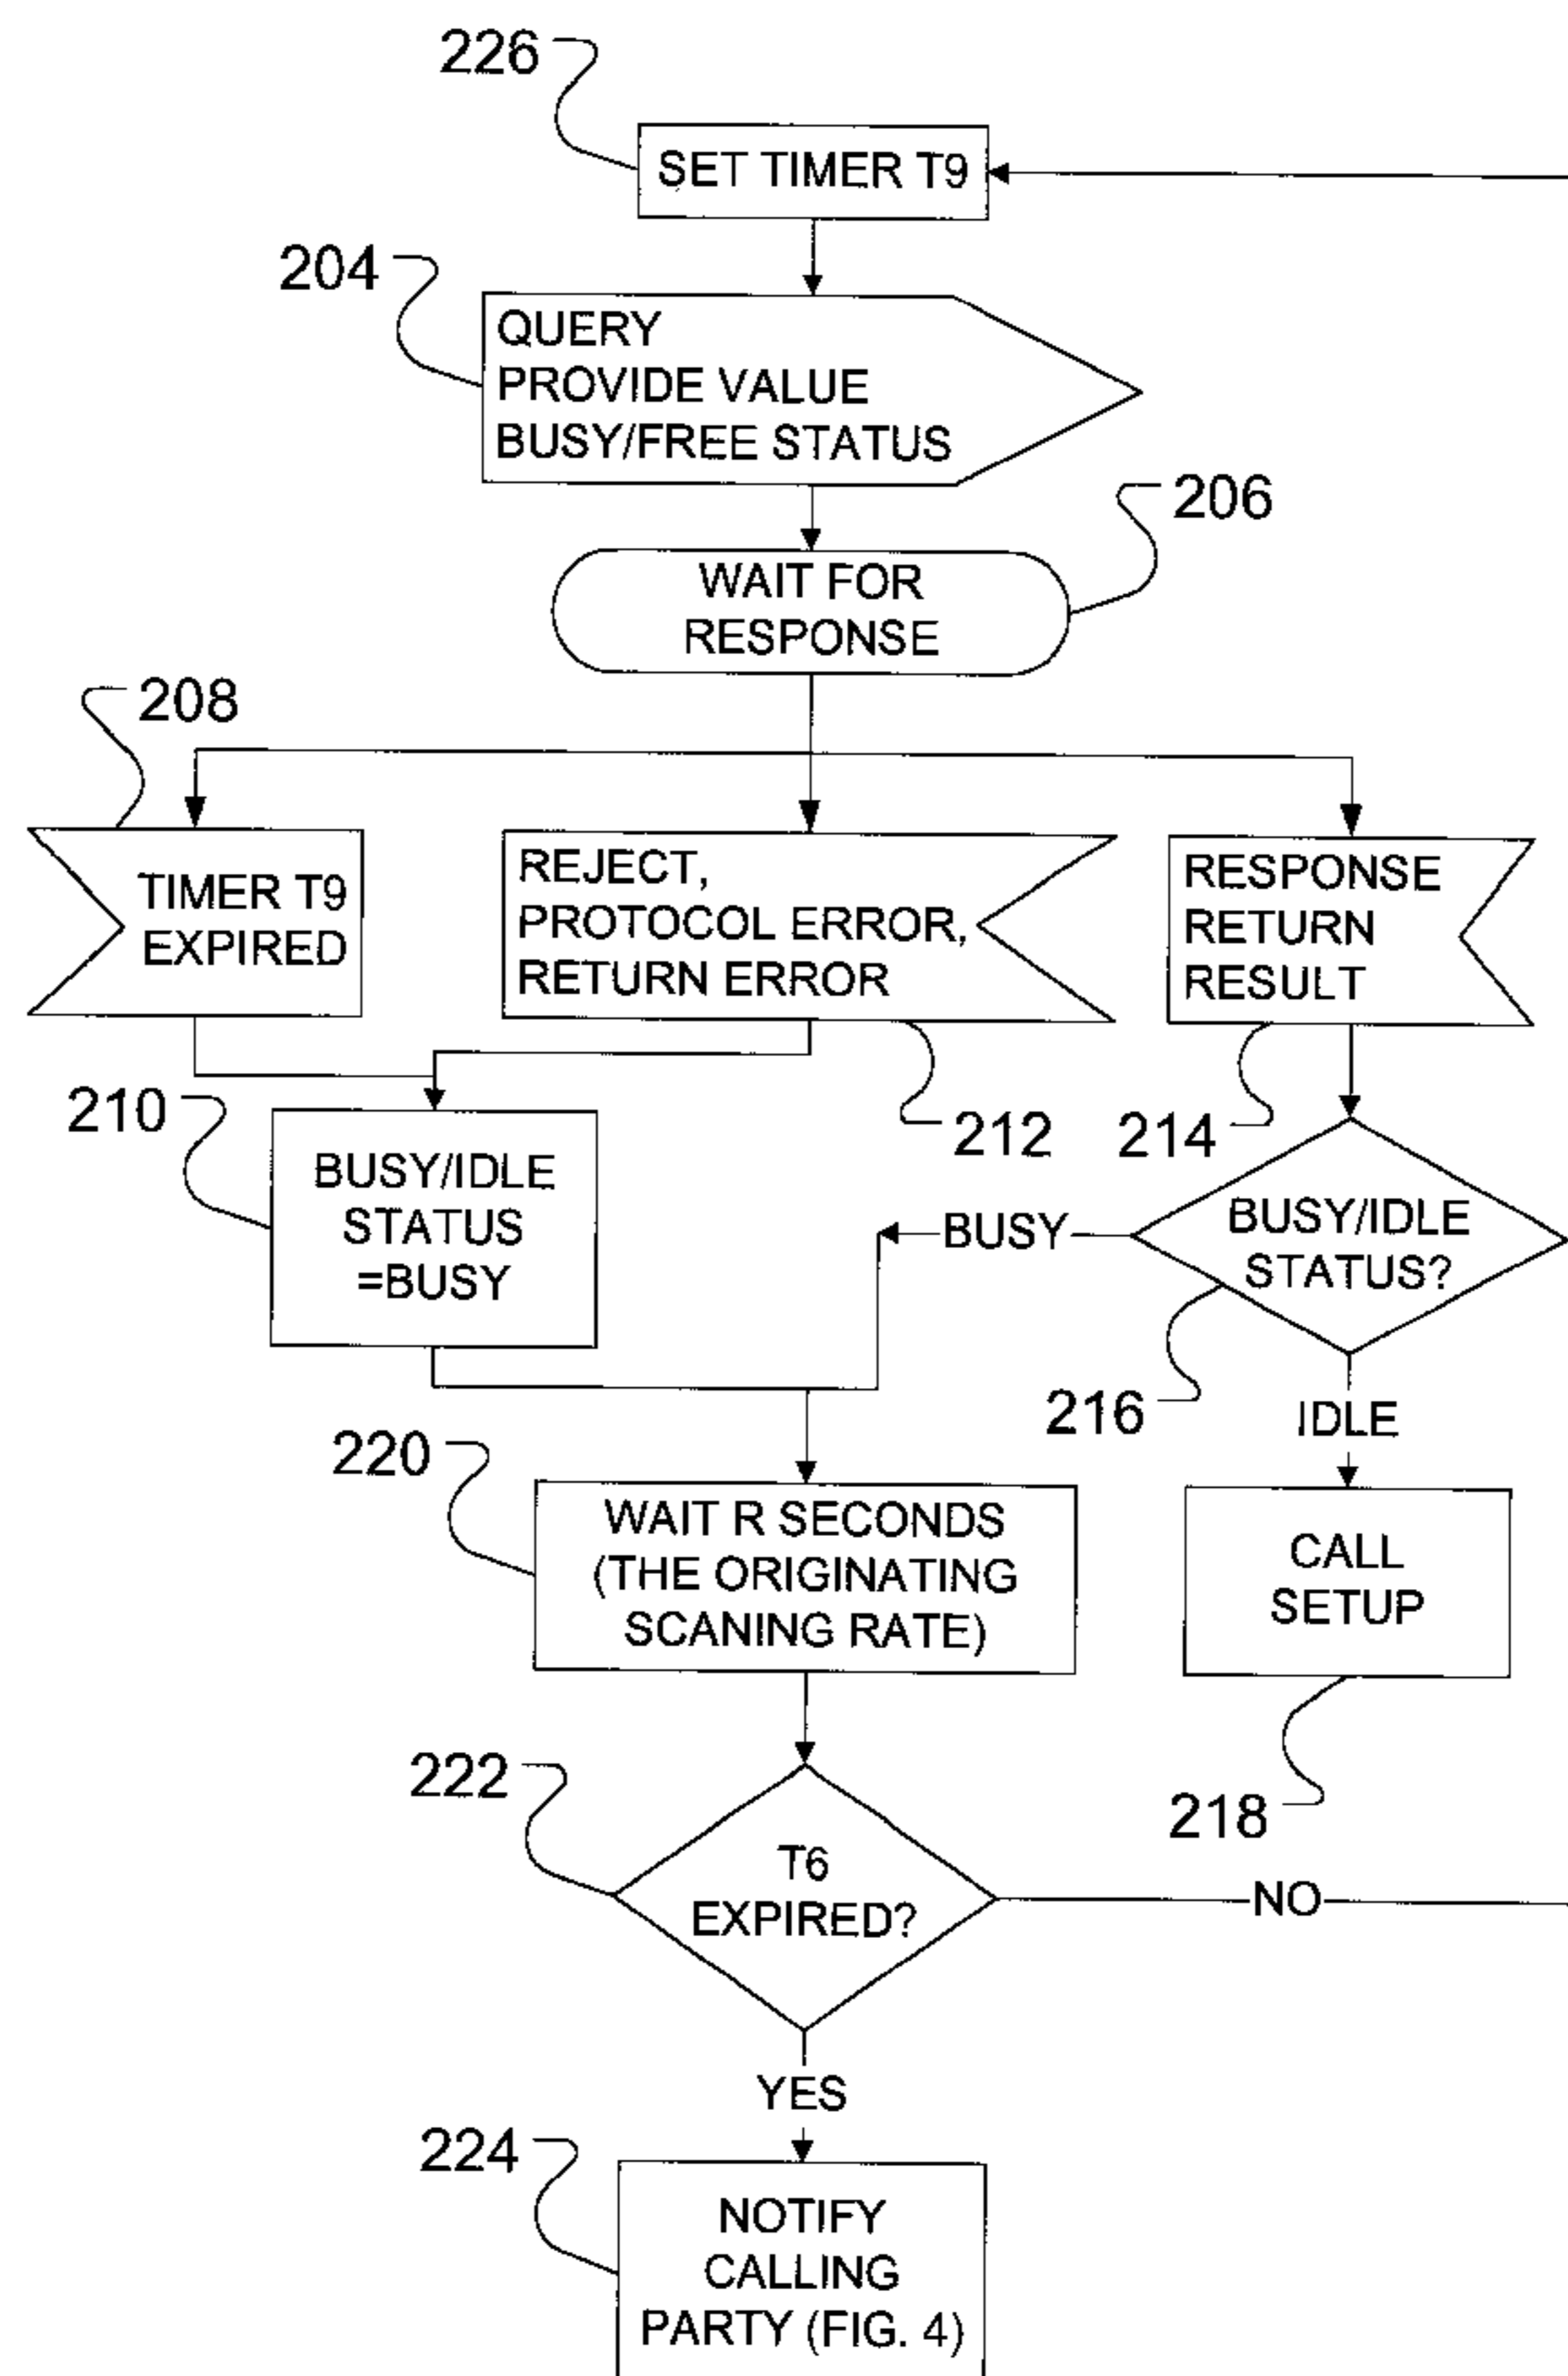 226
SET TIMER T9
204
QUERY
PROVIDE VALUE
BUSY/FREE STATUS
206
WAIT FOR
RESPONSE
208
TIMER T9
EXPIRED
REJECT,
PROTOCOL ERROR,
RETURN ERROR
RESPONSE
RETURN
RESULT
210
212
214
BUSY/IDLE
STATUS
=BUSY
BUSY
BUSY/IDLE
STATUS?
216
IDLE
220
WAIT R SECONDS
(THE ORIGINATING
SCANING RATE)
CALL
SETUP
222
218
T6
EXPIRED?
NO
YES
224
NOTIFY
CALLING
PARTY (FIG. 4)